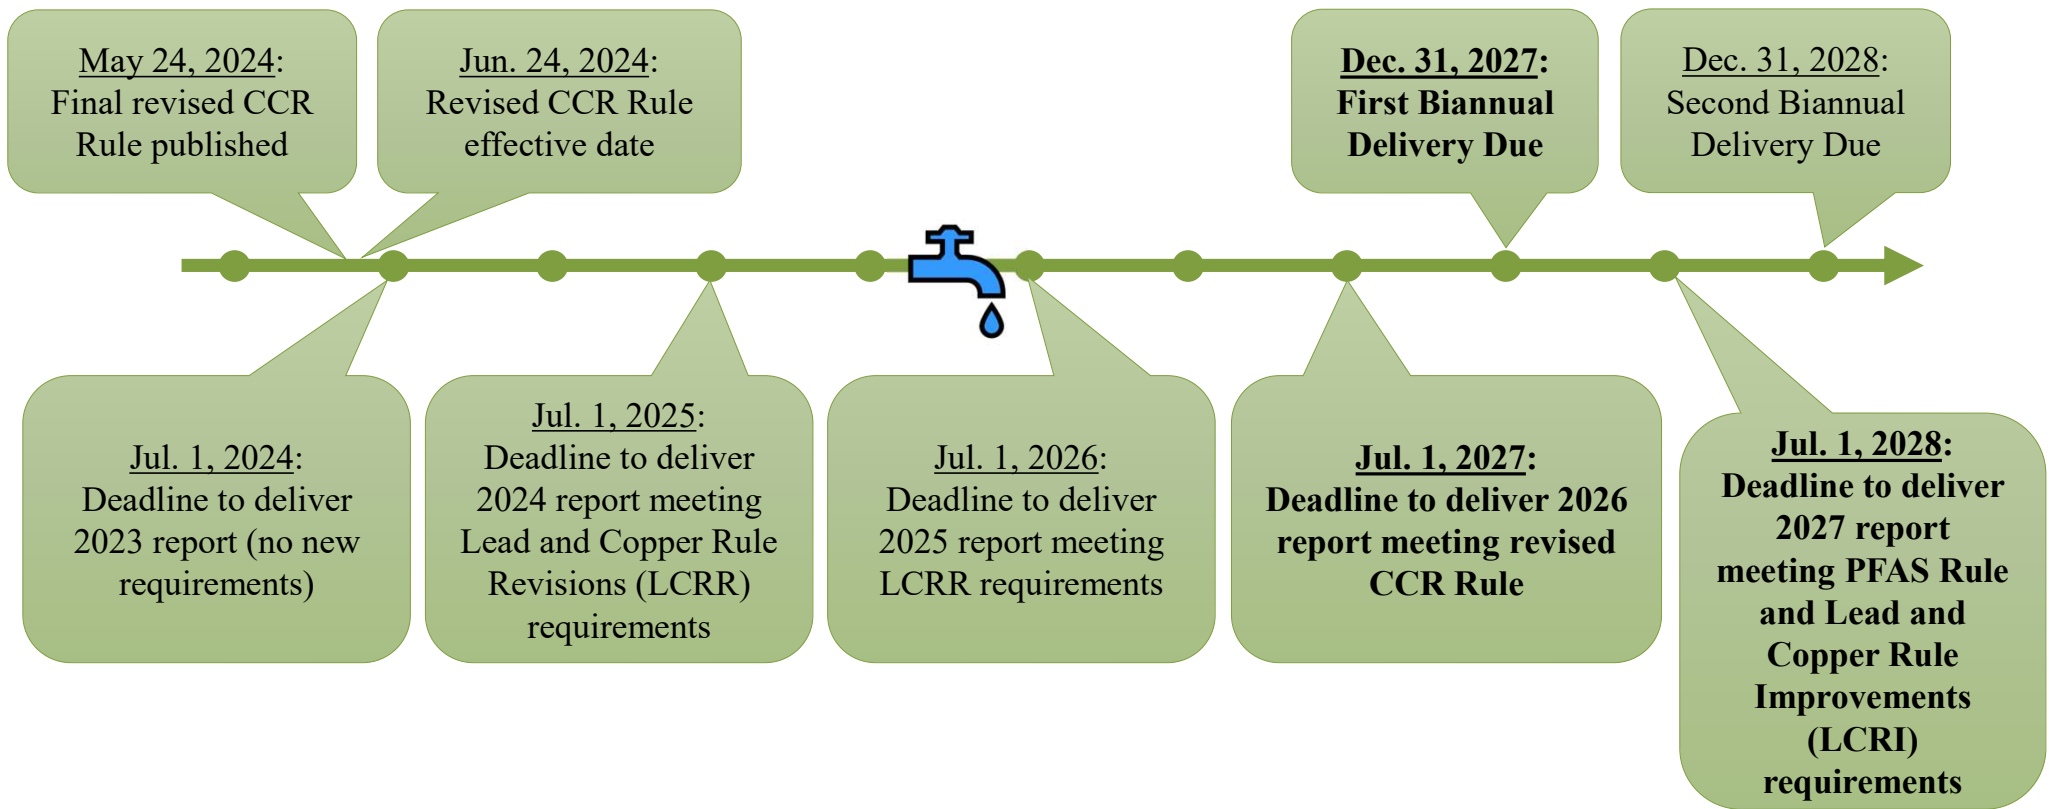 May 24, 2024:
Final revised CCR
Rule published
Jun. 24, 2024:
Revised CCR Rule
effective date
Dec. 31, 2027:
First Biannual
Delivery Due
Dec. 31, 2028:
Second Biannual
Delivery Due
Jul. 1, 2024:
Deadline to deliver
2023 report (no new
requirements)
Jul. 1, 2025:
Deadline to deliver
2024 report meeting
Lead and Copper Rule
Revisions (LCRR)
requirements
Jul. 1, 2026:
Deadline to deliver
2025 report meeting
LCRR requirements
Jul. 1, 2027:
Deadline to deliver 2026
report meeting revised
CCR Rule
Jul. 1, 2028:
Deadline to deliver
2027 report
meeting PFAS Rule
and Lead and
Copper Rule
Improvements
(LCRI)
requirements